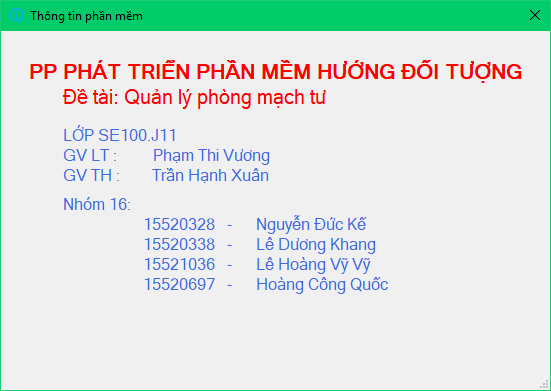 Thông tin phần mềm
PP PHÁT TRIỂN PHẦN MỀM HƯỚNG ĐỐI TƯỢNG
Đề tài: Quản lý phòng mạch tư
LỚP SE100.J11
GV LT : Phạm Thi Vương
GV TH : Trần Hạnh Xuân
Nhóm 16:
15520328 - Nguyễn Đức Kế
15520338 - Lê Dương Khang
15521036 - Lê Hoàng Vỹ Vỹ
15520697 - Hoàng Công Quốc